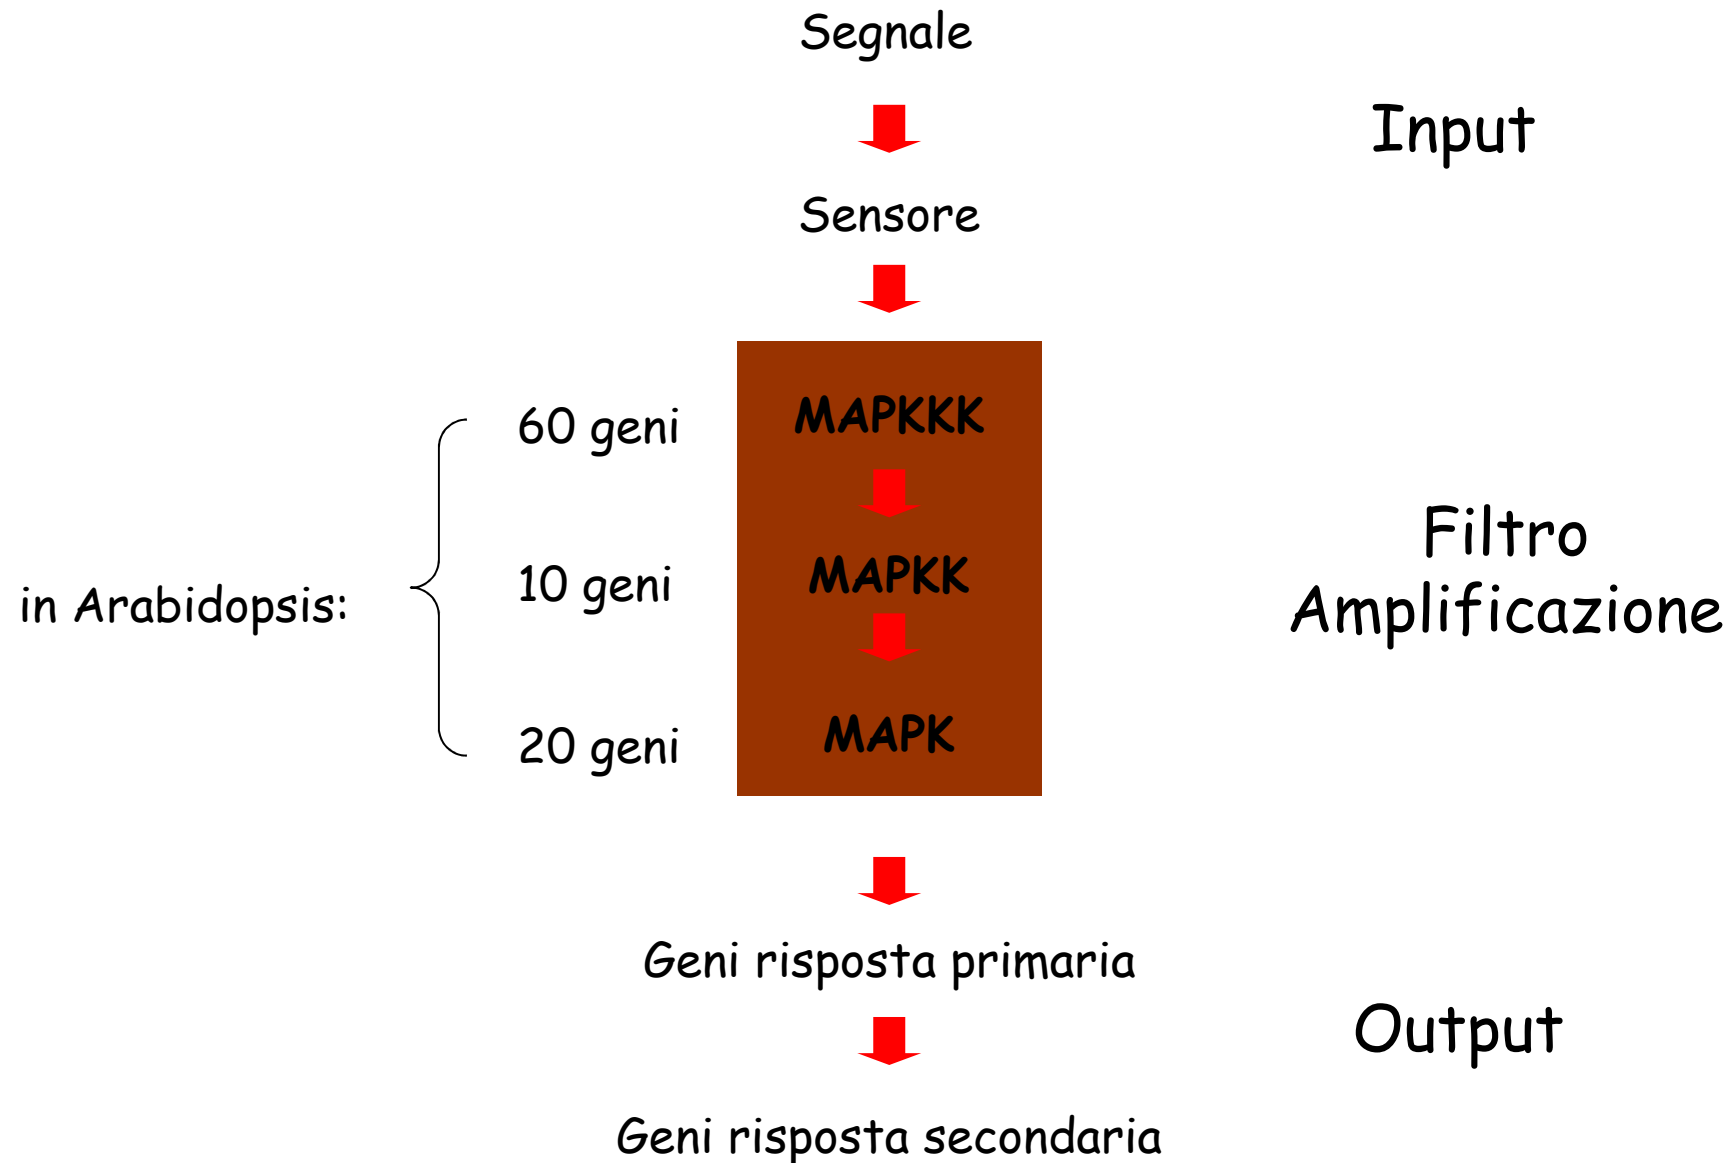 Segnale
Input
Sensore
60 geni
MAPKKK
in Arabidopsis:
10 geni
MAPKK
Filtro
Amplificazione
20 geni
MAPK
Geni risposta primaria
Output
Geni risposta secondaria